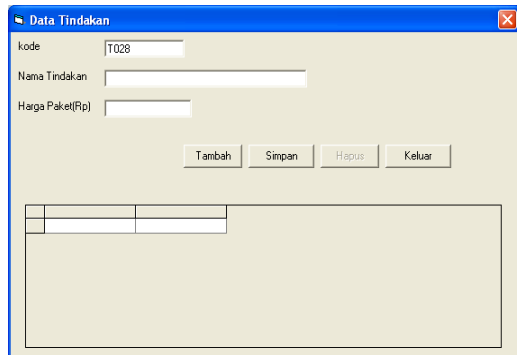 Data Tindakan
kode T028
Nama Tindakan
Harga Paket(Rp)
Tambah Simpan Hapus Keluar